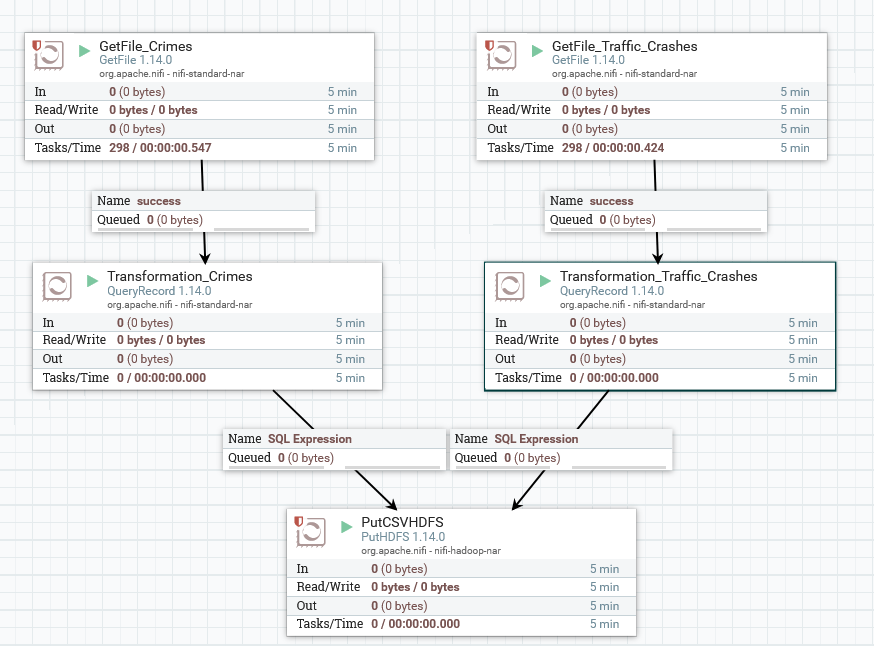 GetFile_Crimes
GetFile 1.14.0
org.apache.nifi - nifi-standard-nar
In 0 (0 bytes) 5 min
Read/Write 0 bytes / 0 bytes 5 min
Out 0 (0 bytes) 5 min
Tasks/Time 298 / 00:00:00.547 5 min
GetFile_Traffic_Crashes
GetFile 1.14.0
org.apache.nifi - nifi-standard-nar
In 0 (0 bytes) 5 min
Read/Write 0 bytes / 0 bytes 5 min
Out 0 (0 bytes) 5 min
Tasks/Time 298 / 00:00:00.424 5 min
Name success
Queued 0 (0 bytes)
Name success
Queued 0 (0 bytes)
Transformation_Crimes
QueryRecord 1.14.0
org.apache.nifi - nifi-standard-nar
In 0 (0 bytes) 5 min
Read/Write 0 bytes / 0 bytes 5 min
Out 0 (0 bytes) 5 min
Tasks/Time 0 / 00:00:00.000 5 min
Transformation_Traffic_Crashes
QueryRecord 1.14.0
org.apache.nifi - nifi-standard-nar
In 0 (0 bytes) 5 min
Read/Write 0 bytes / 0 bytes 5 min
Out 0 (0 bytes) 5 min
Tasks/Time 0 / 00:00:00.000 5 min
Name SQL Expression
Queued 0 (0 bytes)
Name SQL Expression
Queued 0 (0 bytes)
PutCSVHDFS
PutHDFS 1.14.0
org.apache.nifi - nifi-hadoop-nar
In 0 (0 bytes) 5 min
Read/Write 0 bytes / 0 bytes 5 min
Out 0 (0 bytes) 5 min
Tasks/Time 0 / 00:00:00.000 5 min